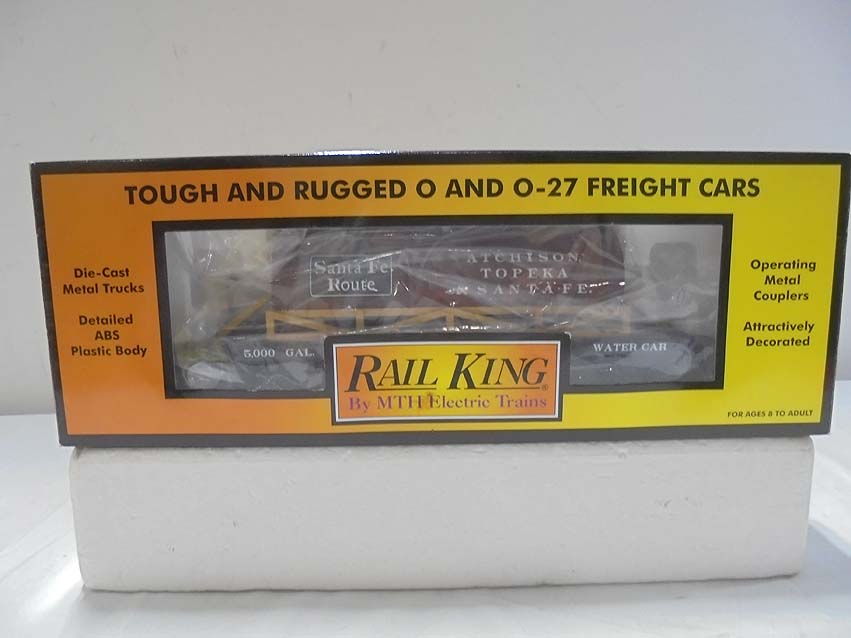 TOUGH AND RUGGED O AND O-27 FREIGHT CARS
Die-Cast
Metal Trucks
Detailed
ABS
Plastic Body
Santa Fe
Route
ATCHISON
TOPEKA
& SANTA FE.
5,000 GAL.
WATER CAR
Operating
Metal
Couplers
Attractively
Decorated
RAIL KING®
By MTH Electric Trains
FOR AGES 8 TO ADULT